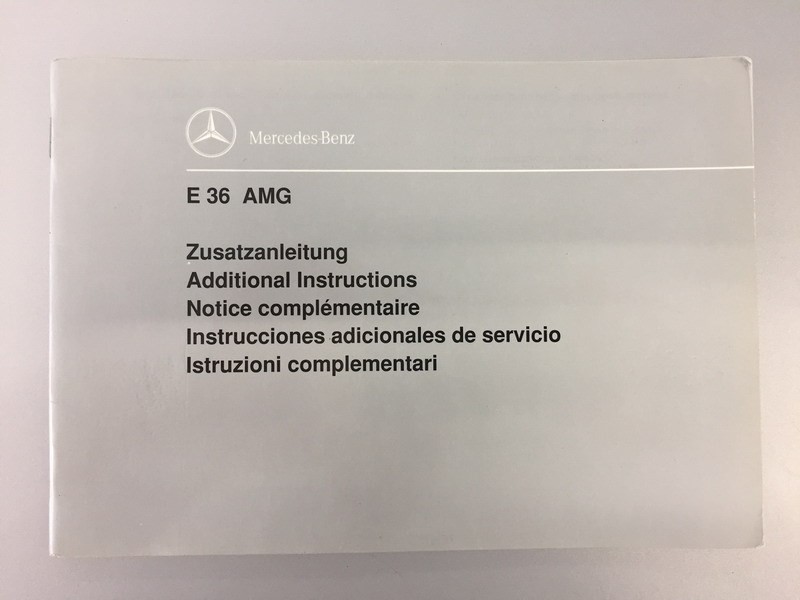 Mercedes-Benz
E 36 AMG
Zusatzanleitung
Additional Instructions
Notice complémentaire
Instrucciones adicionales de servicio
Istruzioni complementari